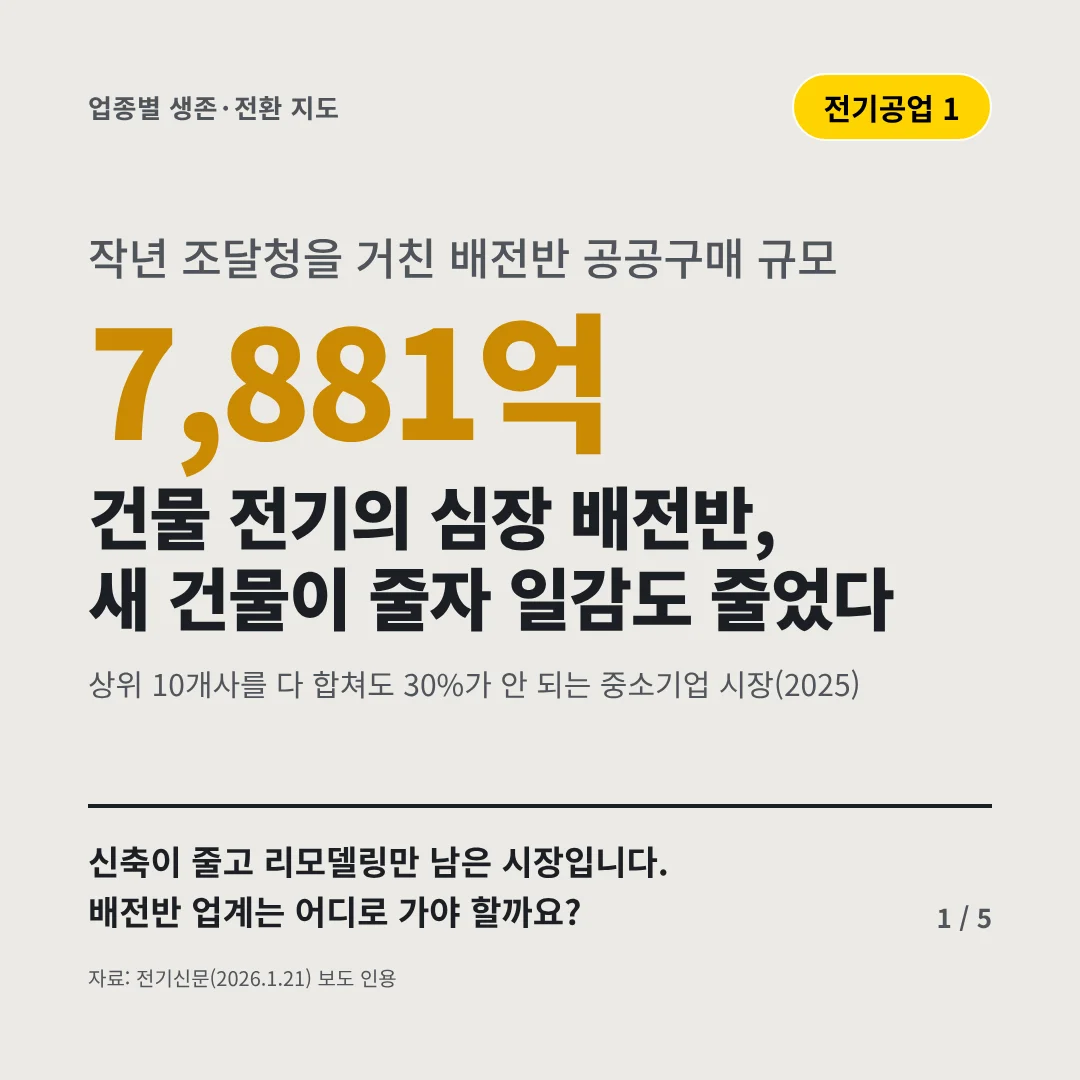 업종별 생존·전환 지도
전기공업 1
작년 조달청을 거친 배전반 공공구매 규모
7,881억
건물 전기의 심장 배전반,
새 건물이 줄자 일감도 줄었다
상위 10개사를 다 합쳐도 30%가 안 되는 중소기업 시장(2025)
신축이 줄고 리모델링만 남은 시장입니다.
배전반 업계는 어디로 가야 할까요?
1 / 5
자료: 전기신문(2026.1.21) 보도 인용